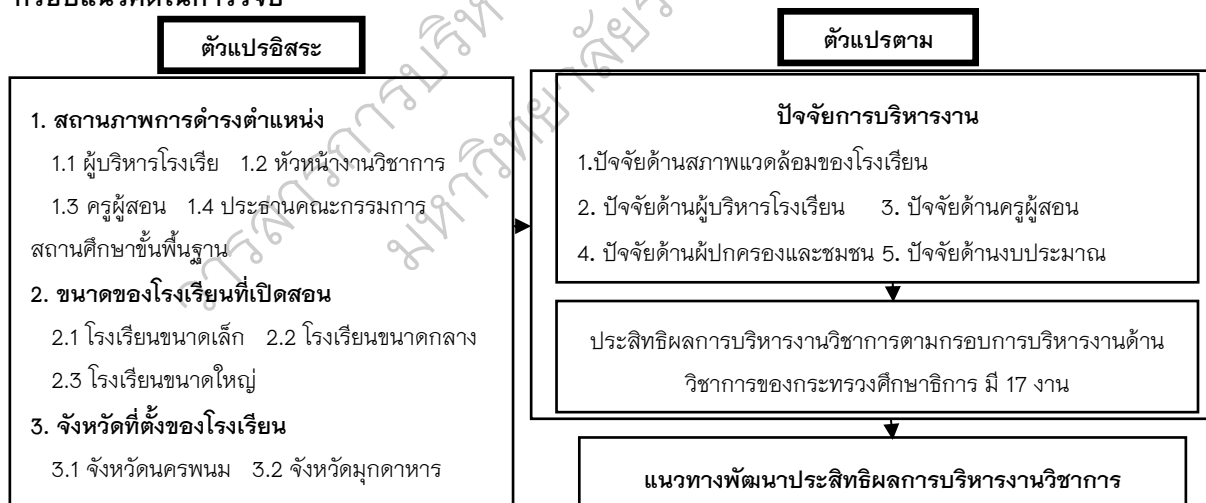 กรอบแนวคิดในการวิจัย
ตัวแปรอิสระ
1. สถานภาพการดำรงตำแหน่ง
1.1 ผู้บริหารโรงเรีย 1.2 หัวหน้างานวิชาการ
1.3 ครูผู้สอน 1.4 ประธานคณะกรรมการ
สถานศึกษาขั้นพื้นฐาน
2. ขนาดของโรงเรียนที่เปิดสอน
2.1 โรงเรียนขนาดเล็ก 2.2 โรงเรียนขนาดกลาง
2.3 โรงเรียนขนาดใหญ่
3. จังหวัดที่ตั้งของโรงเรียน
3.1 จังหวัดนครพนม 3.2 จังหวัดมุกดาหาร
ตัวแปรตาม
ปัจจัยการบริหารงาน
1.ปัจจัยด้านสภาพแวดล้อมของโรงเรียน
2. ปัจจัยด้านผู้บริหารโรงเรียน 3. ปัจจัยด้านครูผู้สอน
4. ปัจจัยด้านผ้ปกครองและชุมชน 5. ปัจจัยด้านงบประมาณ
ประสิทธิผลการบริหารงานวิชาการตามกรอบการบริหารงานด้าน
วิชาการของกระทรวงศึกษาธิการ มี 17 งาน
แนวทางพัฒนาประสิทธิผลการบริหารงานวิชาการ